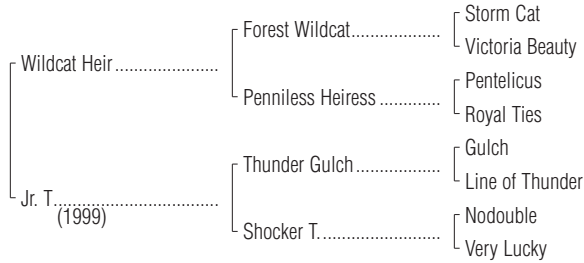 Storm Cat
Forest Wildcat....................
Victoria Beauty
Wildcat Heir.......................
Pentelicus
Penniless Heiress..............
Royal Ties
Gulch
Thunder Gulch...................
Line of Thunder
Jr. T.....................................
(1999)
Nodouble
Shocker T...........................
Very Lucky